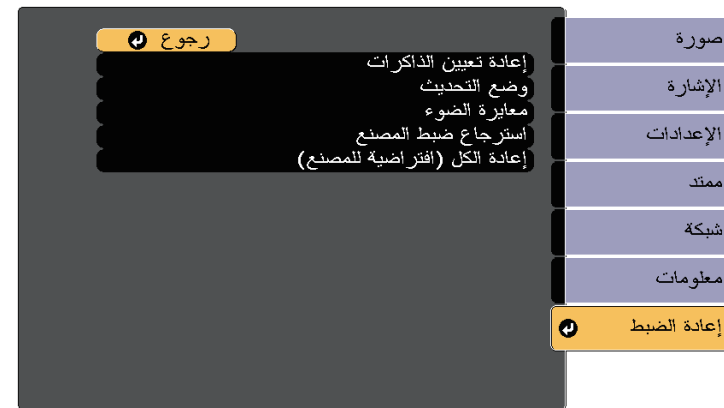 صورة
الإشارة
الإعدادات
ممتد
شبكة
معلومات
إعادة الضبط
رجوع
إعادة تعيين الذاكرات
وضع التحديث
معايرة الضوء
استرجاع ضبط المصنع
إعادة الكل (افتراضية للمصنع)